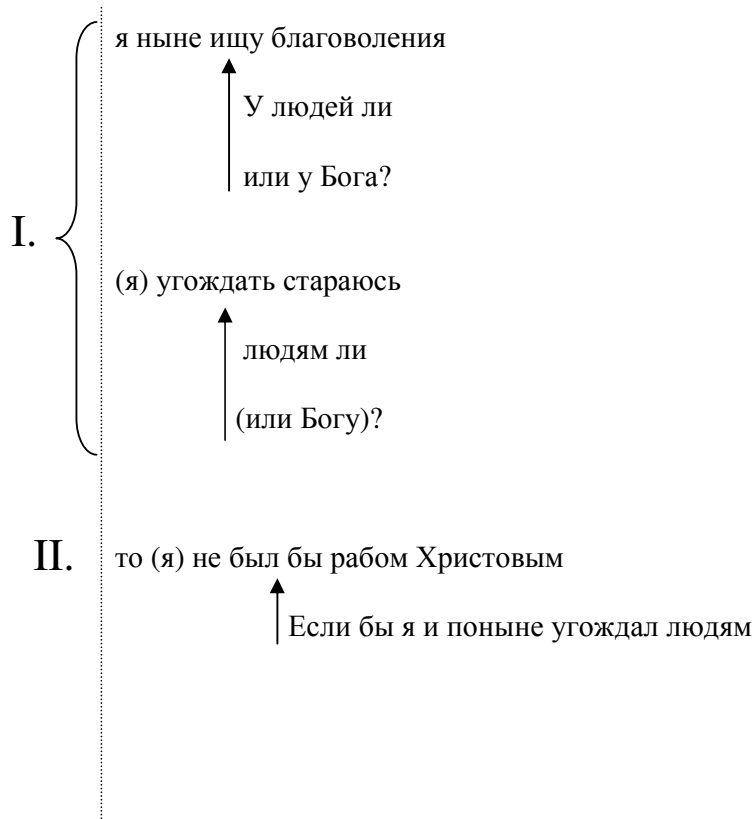 я ныне ищу благоволения
У людей ли
или у Бога?
I.
(я) угождать стараюсь
людям ли
(или Богу)?
II. то (я) не был бы рабом Христовым
Если бы я и поныне угождал людям